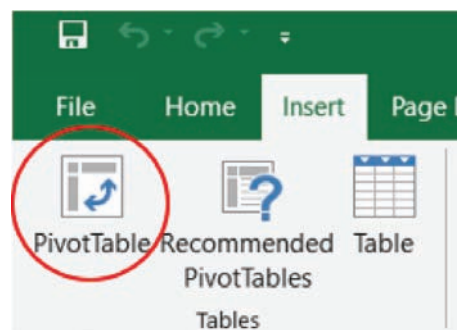 File Home Insert Page
PivotTable Recommended Table
PivotTables
Tables